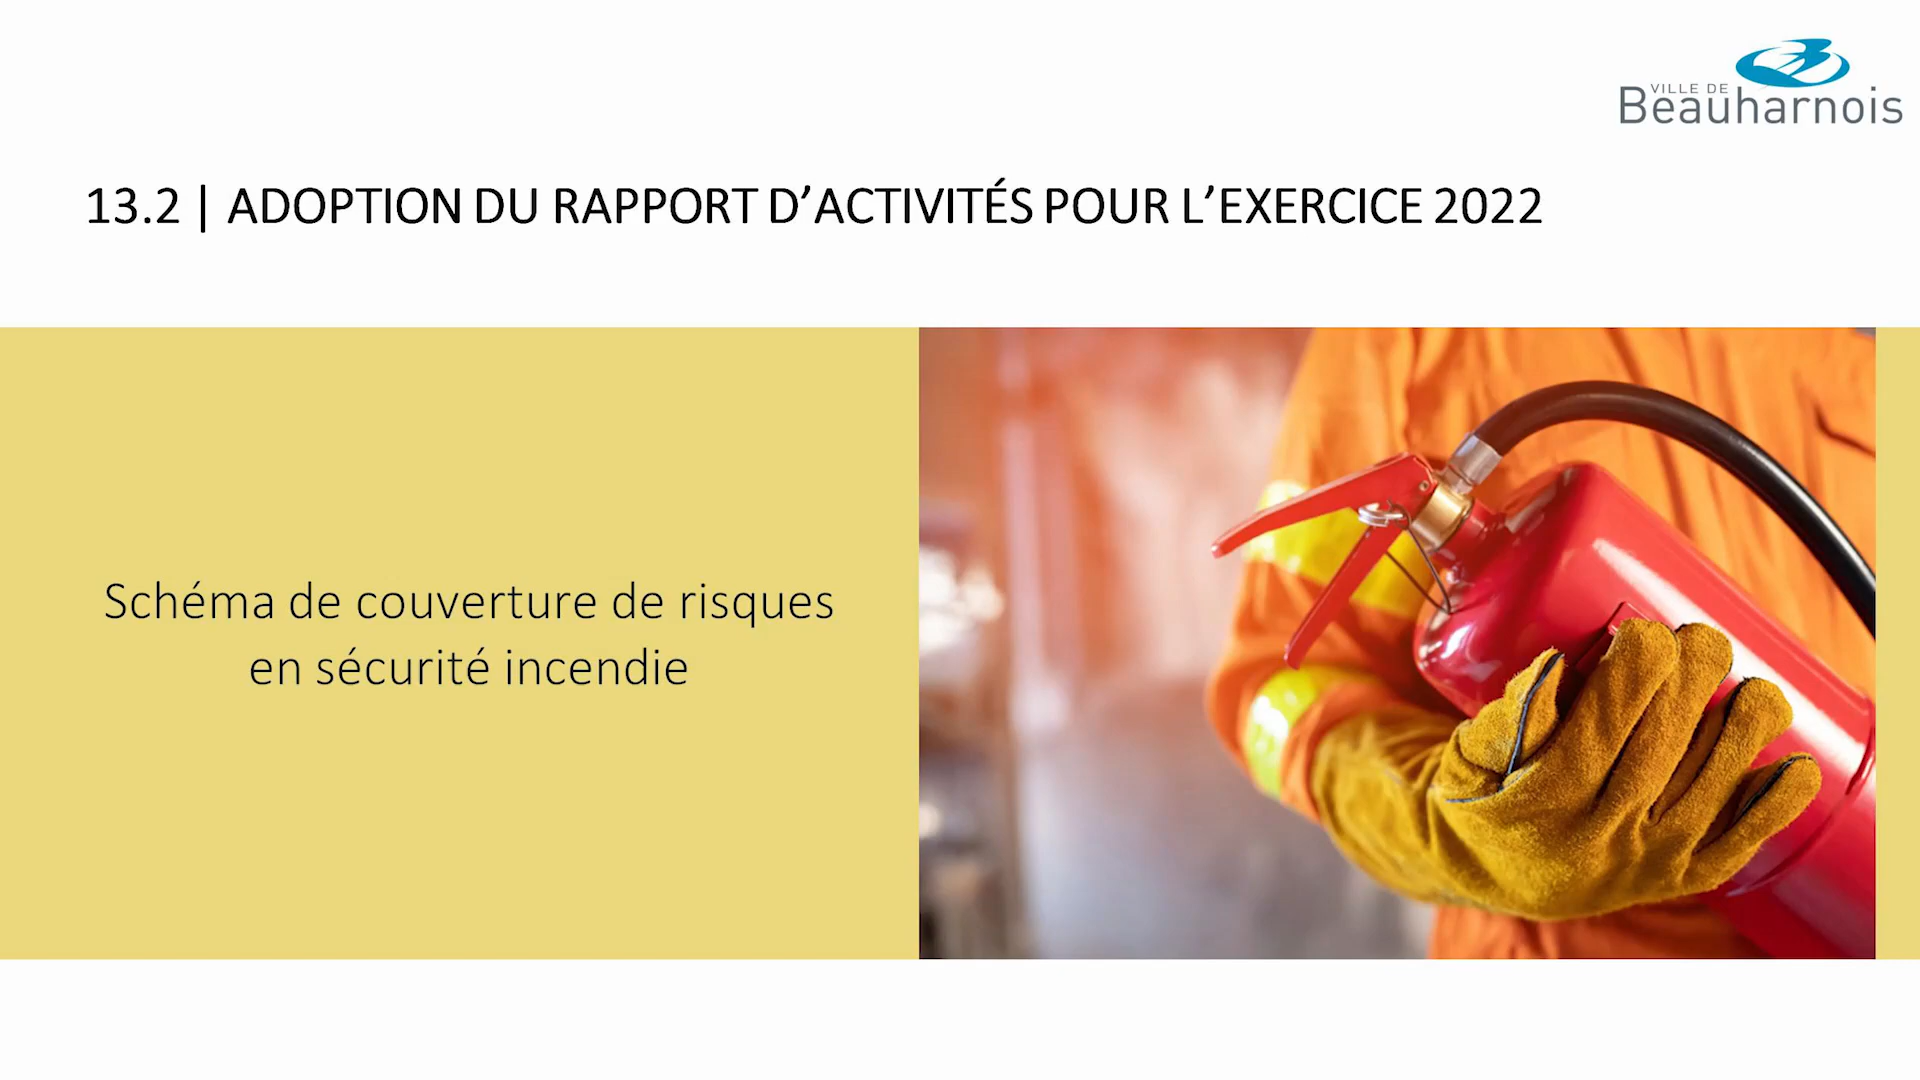 VILLE DE
Beauharnois
13.2 | ADOPTION DU RAPPORT D’ACTIVITÉS POUR L’EXERCICE 2022
Schéma de couverture de risques
en sécurité incendie